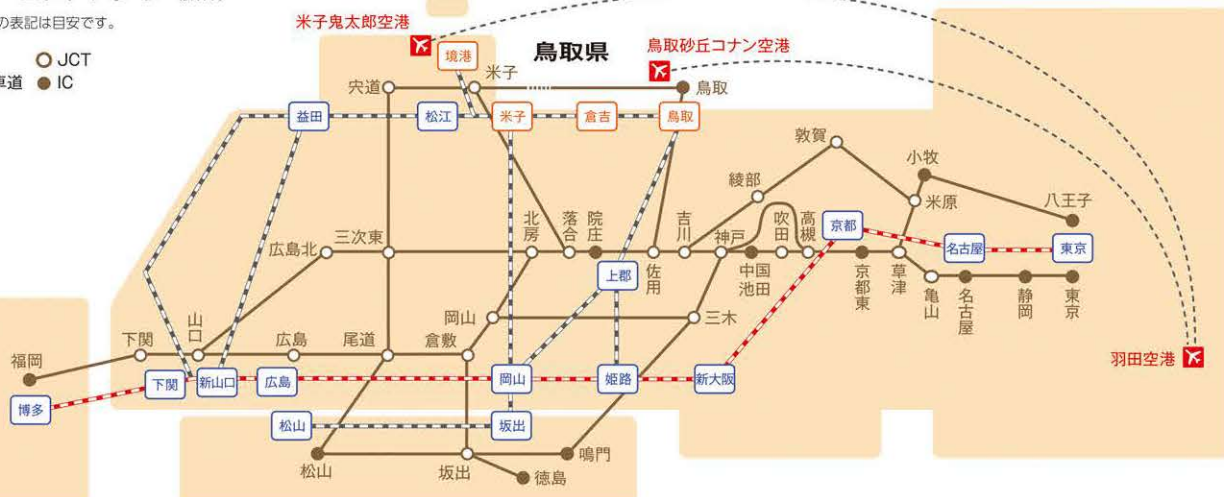 の表記は目安です。
JCT
車道
IC
米子鬼太郎空港
境港
鳥取県
鳥取砂丘コナン空港
宍道
米子
鳥取
益田
松江
米子
倉吉
鳥取
敦賀
小牧
綾部
米原
八王子
広島北
三次東
北房
落合
院庄
佐用
吉川
神戸
中国池田
吹田
高槻
京都
名古屋
東京
上郡
京都東
草津
亀山
名古屋
静岡
東京
岡山
三木
下関
山口
広島
尾道
倉敷
福岡
羽田空港
博多
下関
新山口
広島
岡山
姫路
新大阪
松山
坂出
松山
坂出
徳島
鳴門